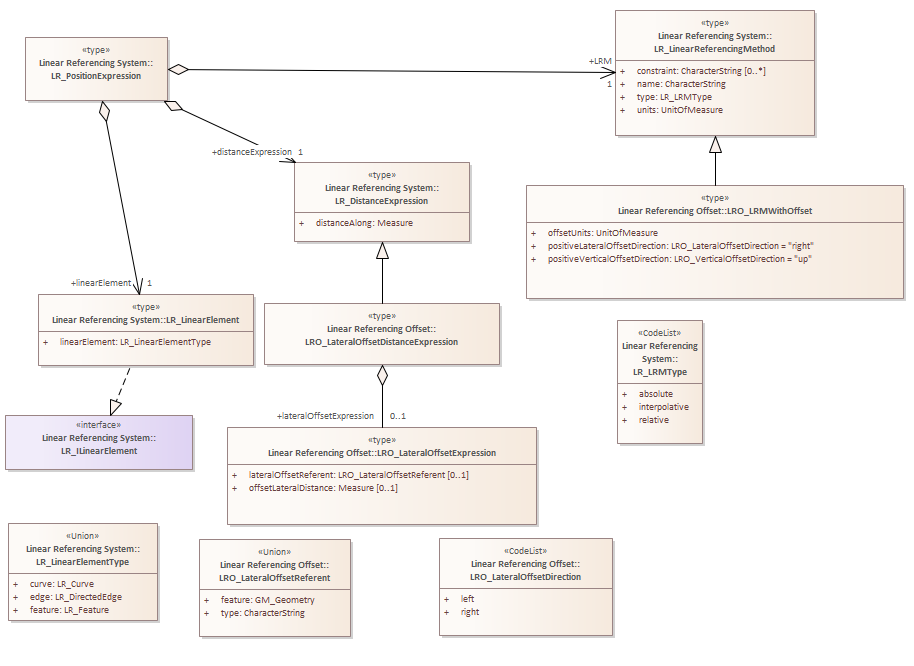 «type»
Linear Referencing System::
LR_PositionExpression
«type»
Linear Referencing System::
LR_LinearReferencingMethod
+ constraint: CharacterString [0..*]
+ name: CharacterString
+ type: LR_LRMType
+ units: UnitOfMeasure
+LRM
1
+distanceExpression 1
«type»
Linear Referencing System::
LR_DistanceExpression
+ distanceAlong: Measure
«type»
Linear Referencing Offset::LRO_LRMWithOffset
+ offsetUnits: UnitOfMeasure
+ positiveLateralOffsetDirection: LRO_LateralOffsetDirection = "right"
+ positiveVerticalOffsetDirection: LRO_VerticalOffsetDirection = "up"
+linearElement 1
«type»
Linear Referencing System::LR_LinearElement
+ linearElement: LR_LinearElementType
«type»
Linear Referencing Offset::
LRO_LateralOffsetDistanceExpression
«CodeList»
Linear Referencing
System::
LR_LRMType
+ absolute
+ interpolative
+ relative
«interface»
Linear Referencing System::
LR_ILinearElement
+lateralOffsetExpression 0..1
«type»
Linear Referencing Offset::LRO_LateralOffsetExpression
+ lateralOffsetReferent: LRO_LateralOffsetReferent [0..1]
+ offsetLateralDistance: Measure [0..1]
«Union»
Linear Referencing System::
LR_LinearElementType
+ curve: LR_Curve
+ edge: LR_DirectedEdge
+ feature: LR_Feature
«Union»
Linear Referencing Offset::
LRO_LateralOffsetReferent
+ feature: GM_Geometry
+ type: CharacterString
«CodeList»
Linear Referencing Offset::
LRO_LateralOffsetDirection
+ left
+ right